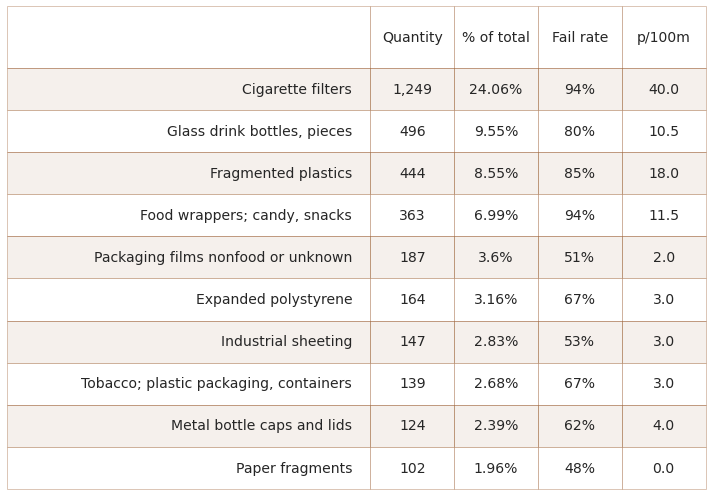 Quantity % of total Fail rate p/100m
Cigarette filters 1,249 24.06% 94% 40.0
Glass drink bottles, pieces 496 9.55% 80% 10.5
Fragmented plastics 444 8.55% 85% 18.0
Food wrappers; candy, snacks 363 6.99% 94% 11.5
Packaging films nonfood or unknown 187 3.6% 51% 2.0
Expanded polystyrene 164 3.16% 67% 3.0
Industrial sheeting 147 2.83% 53% 3.0
Tobacco; plastic packaging, containers 139 2.68% 67% 3.0
Metal bottle caps and lids 124 2.39% 62% 4.0
Paper fragments 102 1.96% 48% 0.0